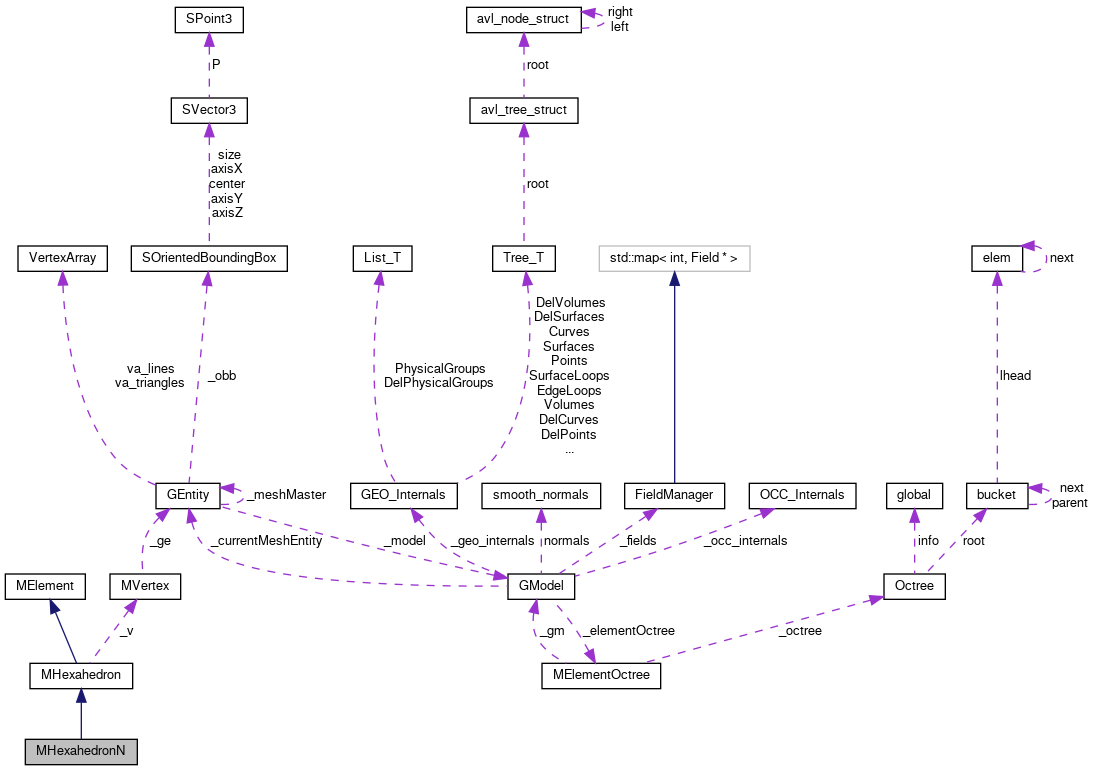 SPoint3
avl_node_struct
right
left
P
root
SVector3
avl_tree_struct
size
axisX
center
axisY
axisZ
root
VertexArray
SOrientedBoundingBox
List_T
Tree_T
std::map< int, Field * >
elem
next
va_lines
va_triangles
_obb
PhysicalGroups
DelPhysicalGroups
DelVolumes
DelSurfaces
Curves
Surfaces
Points
SurfaceLoops
EdgeLoops
Volumes
DelCurves
DelPoints
...
lhead
GEntity
_meshMaster
GEO_Internals
smooth_normals
FieldManager
OCC_Internals
global
bucket
next
parent
_ge
_currentMeshEntity
_model
_geo_internals
normals
_fields
_occ_internals
info
root
MElement
MVertex
GModel
Octree
_v
_gm
_elementOctree
_octree
MHexahedron
MElementOctree
MHexahedronN